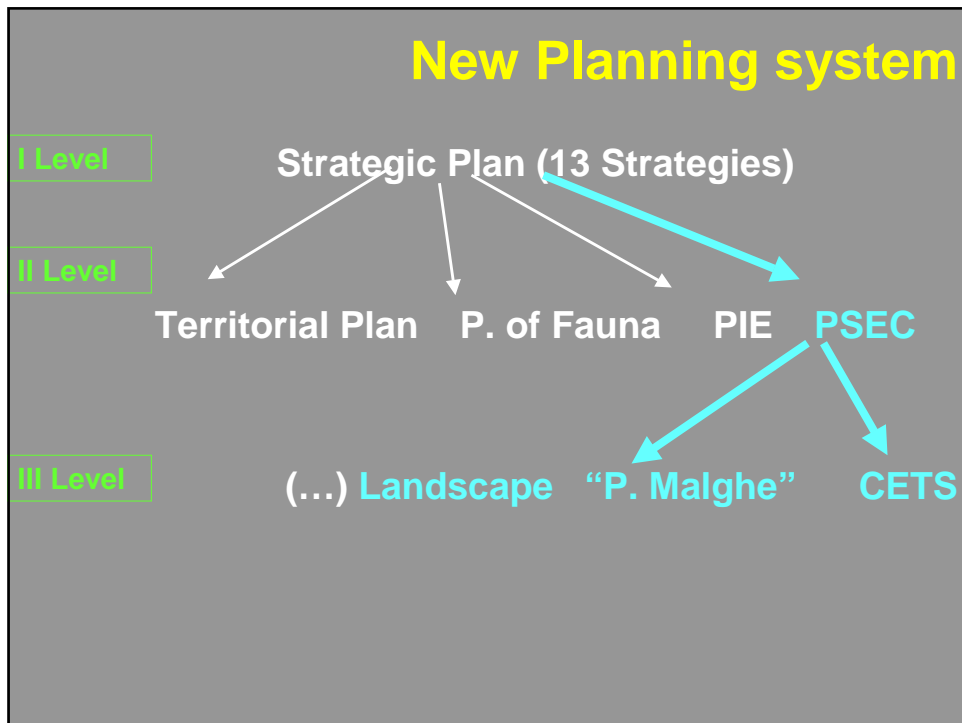 New Planning system
I Level
Strategic Plan (13 Strategies)
II Level
Territorial Plan P. of Fauna PIE PSEC
III Level
(…) Landscape “P. Malghe” CETS